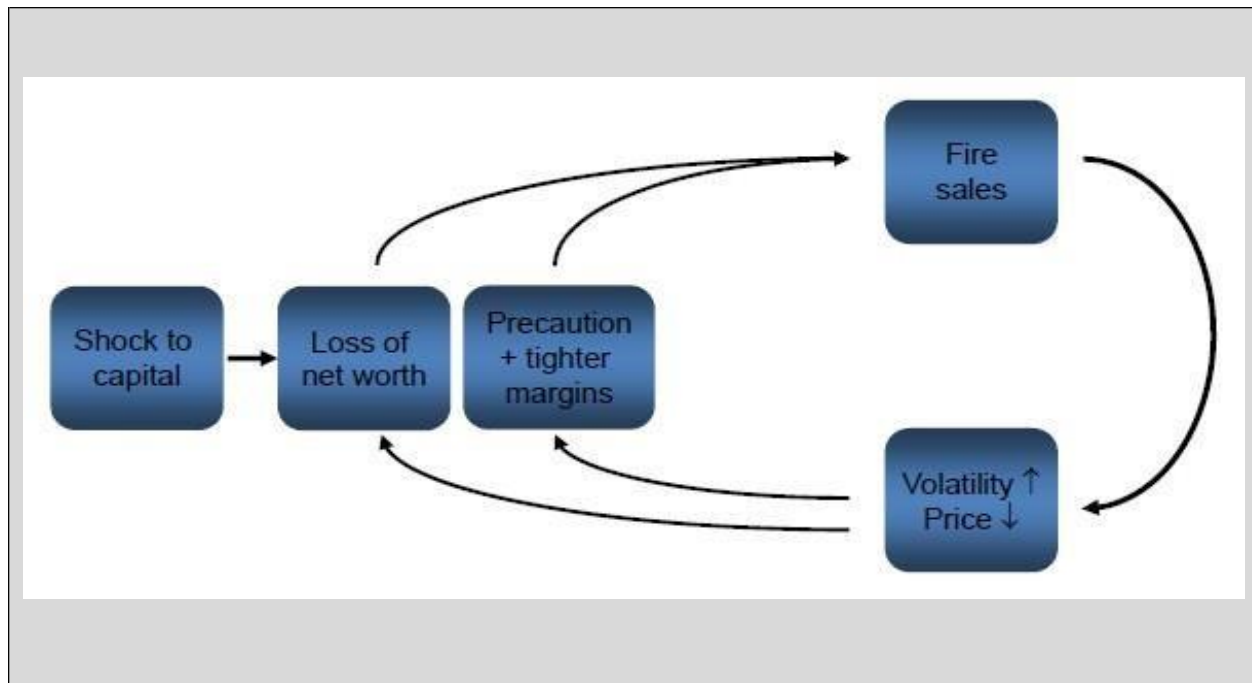 Shock to
capital
Loss of
net worth
Precaution
+ tighter
margins
Fire
sales
Volatility ↑
Price ↓